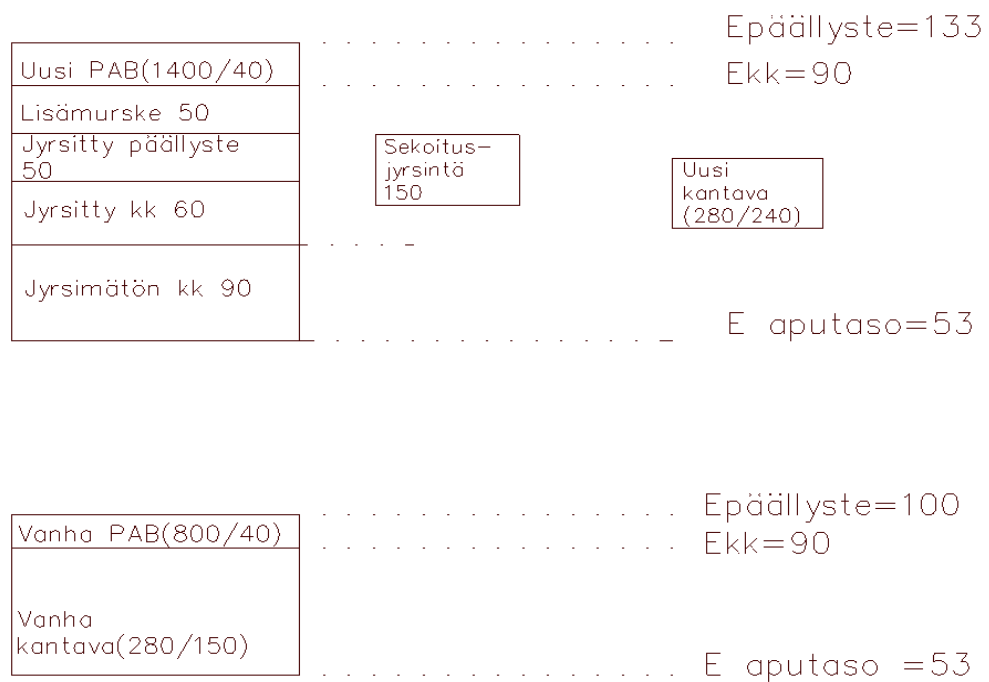 Epäällyste=133
Uusi PAB(1400/40)
Ekk=90
Lisämurske 50
Jyrsitty päällyste
50
Sekoitus-
jyrsintä
150
Uusi
kantava
(280/240)
Jyrsitty kk 60
Jyrsimätön kk 90
E aputaso=53
Epäällyste=100
Vanha PAB(800/40)
Ekk=90
Vanha
kantava(280/150)
E aputaso =53